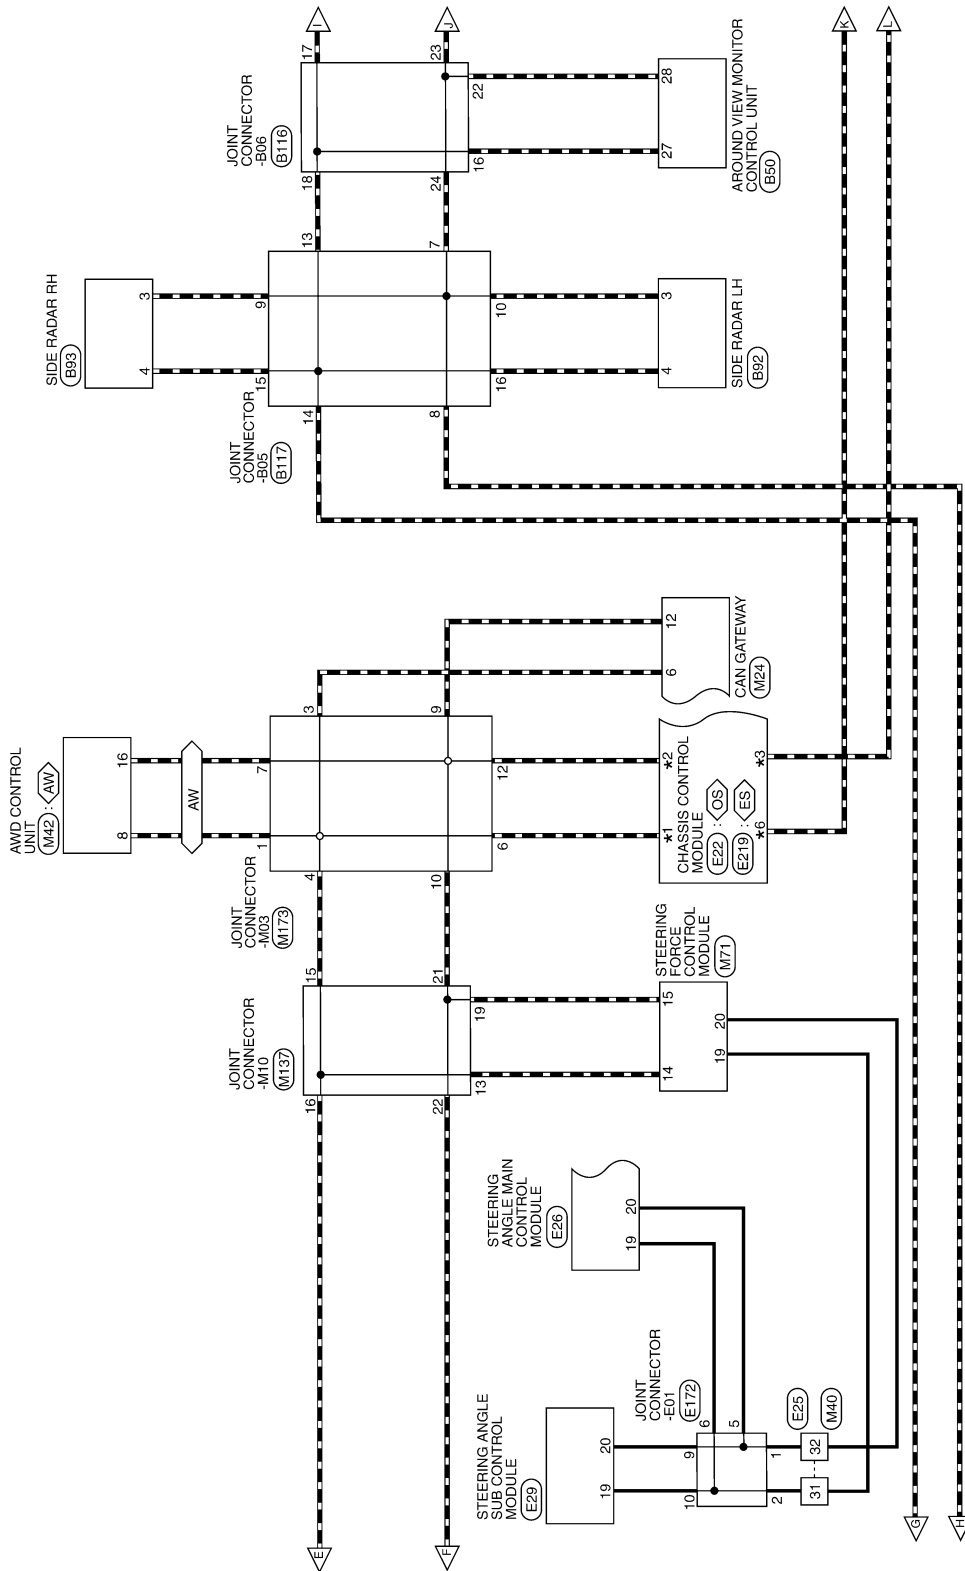 I
J
K
L
17
23
JOINT
CONNECTOR
-B06
B116
22
16
18
24
28
27
AROUND VIEW MONITOR
CONTROL UNIT
B50
SIDE RADAR RH
B93
3
4
13
7
9
15
10
16
14
8
JOINT
CONNECTOR
-B05
B117
3
4
SIDE RADAR LH
B92
AWD CONTROL
UNIT
M42 : AW
16
8
AW
3
9
7
1
12
6
4
10
JOINT
CONNECTOR
-M03
M173
12
6
CAN GATEWAY
M24
*2
*1
CHASSIS CONTROL
MODULE
E22 : OS
E219 : ES
*3
*6
15
21
JOINT
CONNECTOR
-M10
M137
19
13
16
22
STEERING
FORCE
CONTROL
MODULE
M71
15
14
20
19
STEERING
ANGLE MAIN
CONTROL
MODULE
E26
20
19
STEERING ANGLE
SUB CONTROL
MODULE
E29
20
19
JOINT
CONNECTOR
-E01
E172
6
5
9
10
1
2
E25
M40
32
31
E
F
G
H